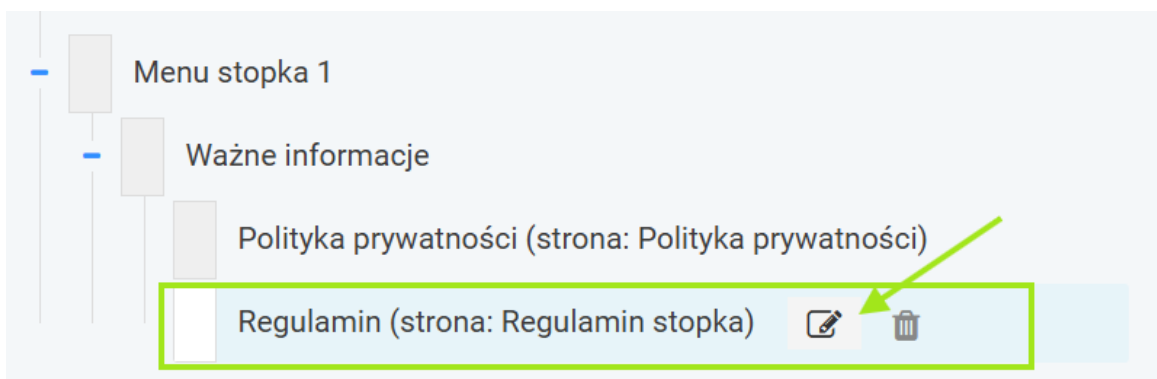 Menu stopka 1
Ważne informacje
Polityka prywatności (strona: Polityka prywatności)
Regulamin (strona: Regulamin stopka)